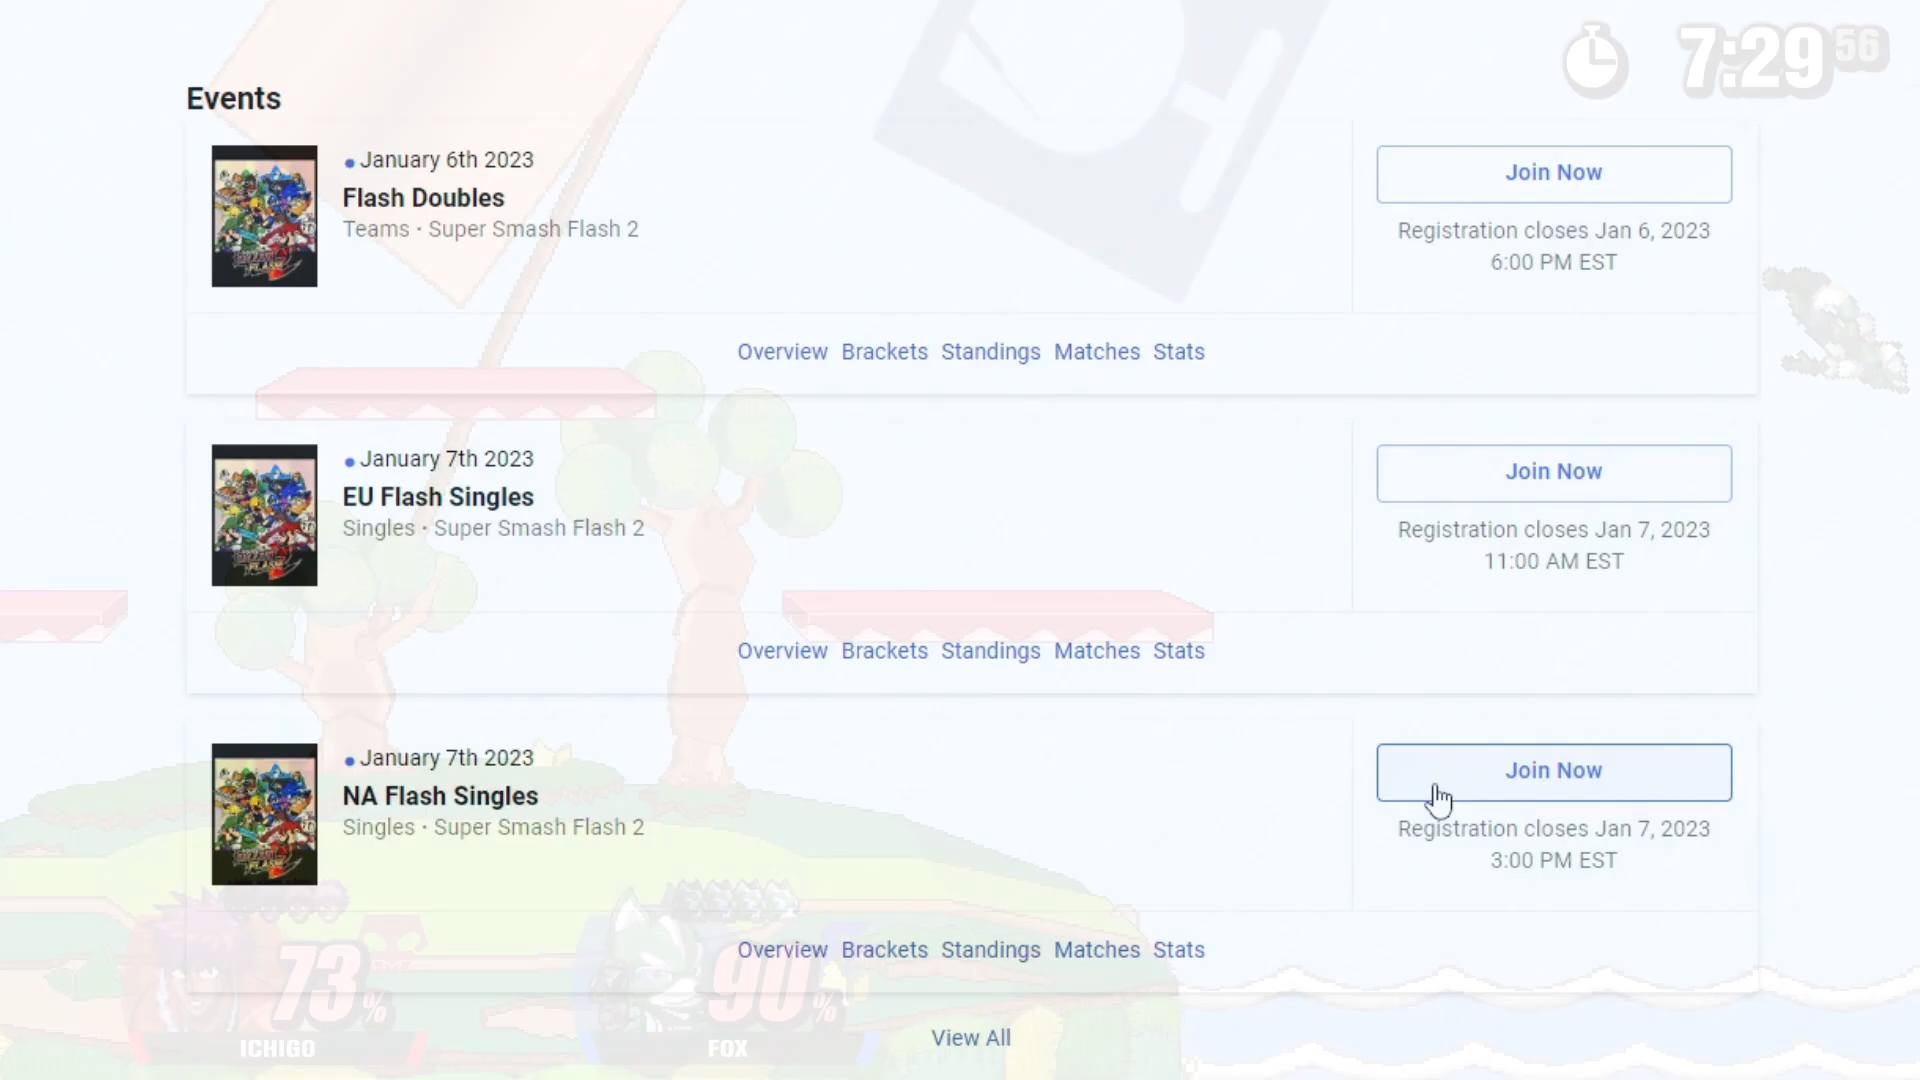 7:29 56
Events
January 6th 2023
Flash Doubles
Teams · Super Smash Flash 2
Join Now
Registration closes Jan 6, 2023
6:00 PM EST
Overview Brackets Standings Matches Stats
January 7th 2023
EU Flash Singles
Singles · Super Smash Flash 2
Join Now
Registration closes Jan 7, 2023
11:00 AM EST
Overview Brackets Standings Matches Stats
January 7th 2023
NA Flash Singles
Singles · Super Smash Flash 2
Join Now
Registration closes Jan 7, 2023
3:00 PM EST
Overview Brackets Standings Matches Stats
73%
90%
ICHIGO
FOX
View All